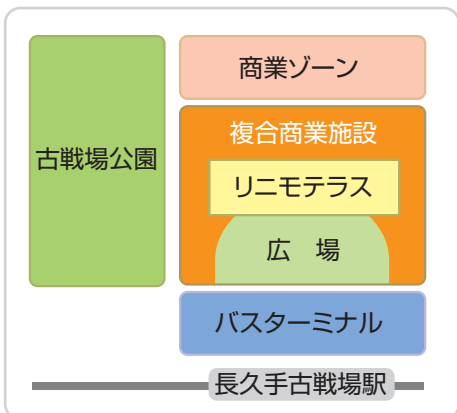 商業ゾーン
古戦場公園
複合商業施設
リニモテラス
広　場
バスターミナル
長久手古戦場駅